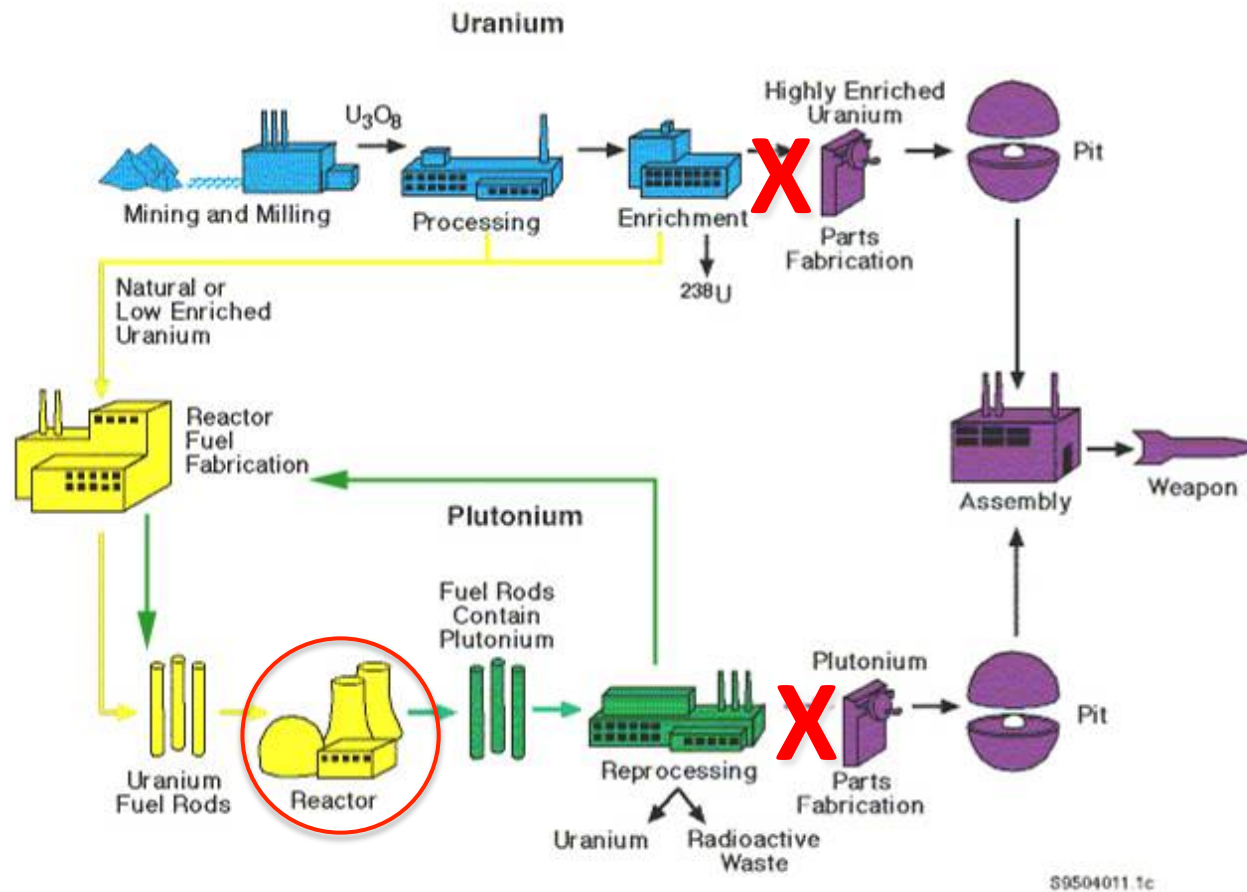 Uranium
U₃O₈
Mining and Milling
Processing
Enrichment
²³⁸U
Highly Enriched
Uranium
Parts
Fabrication
Pit
Natural or
Low Enriched
Uranium
Reactor
Fuel
Fabrication
Assembly
Weapon
Plutonium
Uranium
Fuel Rods
Reactor
Fuel Rods
Contain
Plutonium
Reprocessing
Uranium
Radioactive
Waste
Plutonium
Parts
Fabrication
Pit
X
X
S9504011.1c